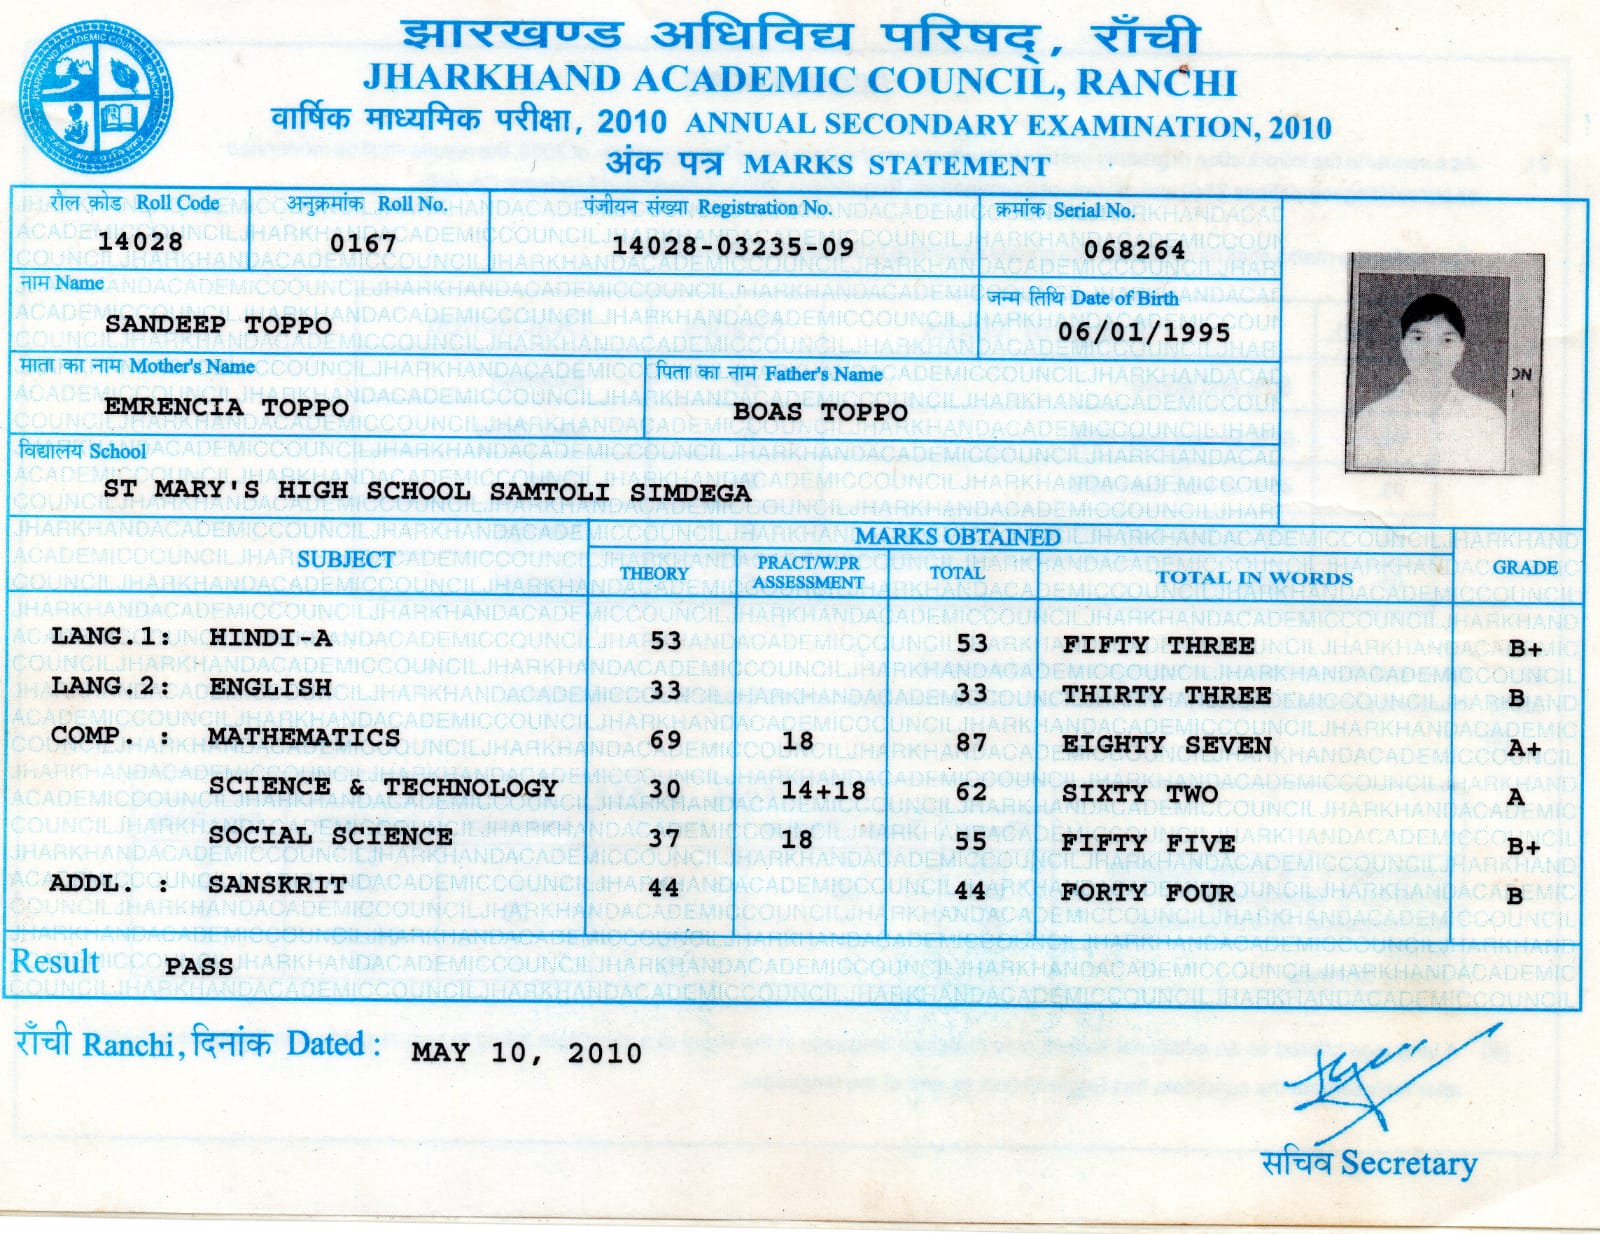 झारखण्ड अधिविद्य परिषद्, राँची
JHARKHAND ACADEMIC COUNCIL, RANCHI
वार्षिक माध्यमिक परीक्षा, 2010 ANNUAL SECONDARY EXAMINATION, 2010
अंक पत्र MARKS STATEMENT
रौल कोड Roll Code अनुक्रमांक Roll No. पंजीयन संख्या Registration No. क्रमांक Serial No.
14028 0167 14028-03235-09 068264
नाम Name जन्म तिथि Date of Birth
SANDEEP TOPPO 06/01/1995
माता का नाम Mother's Name पिता का नाम Father's Name
EMRENCIA TOPPO BOAS TOPPO
विद्यालय School
ST MARY'S HIGH SCHOOL SAMTOLI SIMDEGA
MARKS OBTAINED
SUBJECT THEORY PRACT/W.PR ASSESSMENT TOTAL TOTAL IN WORDS GRADE
LANG.1: HINDI-A 53 53 FIFTY THREE B+
LANG.2: ENGLISH 33 33 THIRTY THREE B
COMP. : MATHEMATICS 69 18 87 EIGHTY SEVEN A+
SCIENCE & TECHNOLOGY 30 14+18 62 SIXTY TWO A
SOCIAL SCIENCE 37 18 55 FIFTY FIVE B+
ADDL. : SANSKRIT 44 44 FORTY FOUR B
Result PASS
राँची Ranchi, दिनांक Dated : MAY 10, 2010
सचिव Secretary